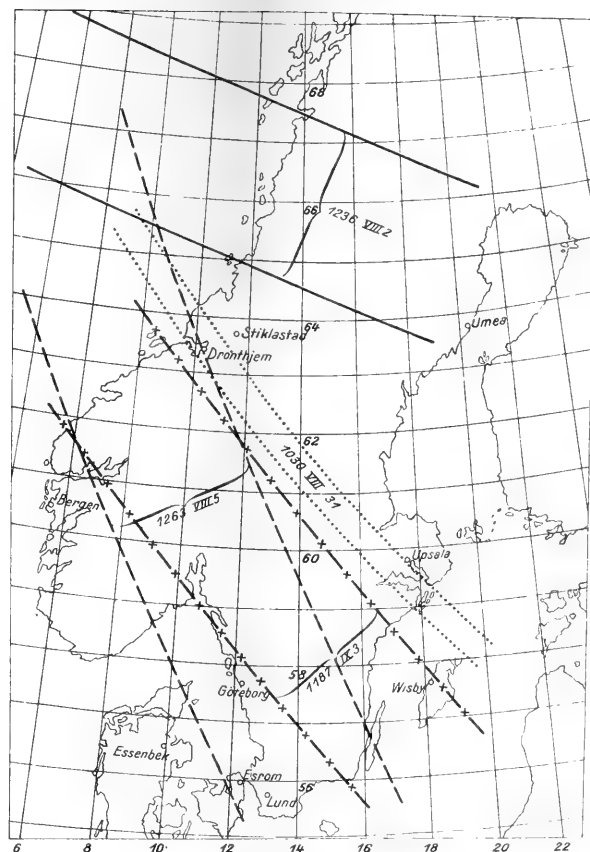 68
66
1236 VIII 2
Stiklastad
64
Umea
Dronthjem
62
1030 VIII 31
Bergen
1263 VIII 5
60
Upsala
58
1187 IX 3
Göteborg
Wisby
Essenbek
Esrom
56
Lund
6 8 10 12 14 16 18 20 22